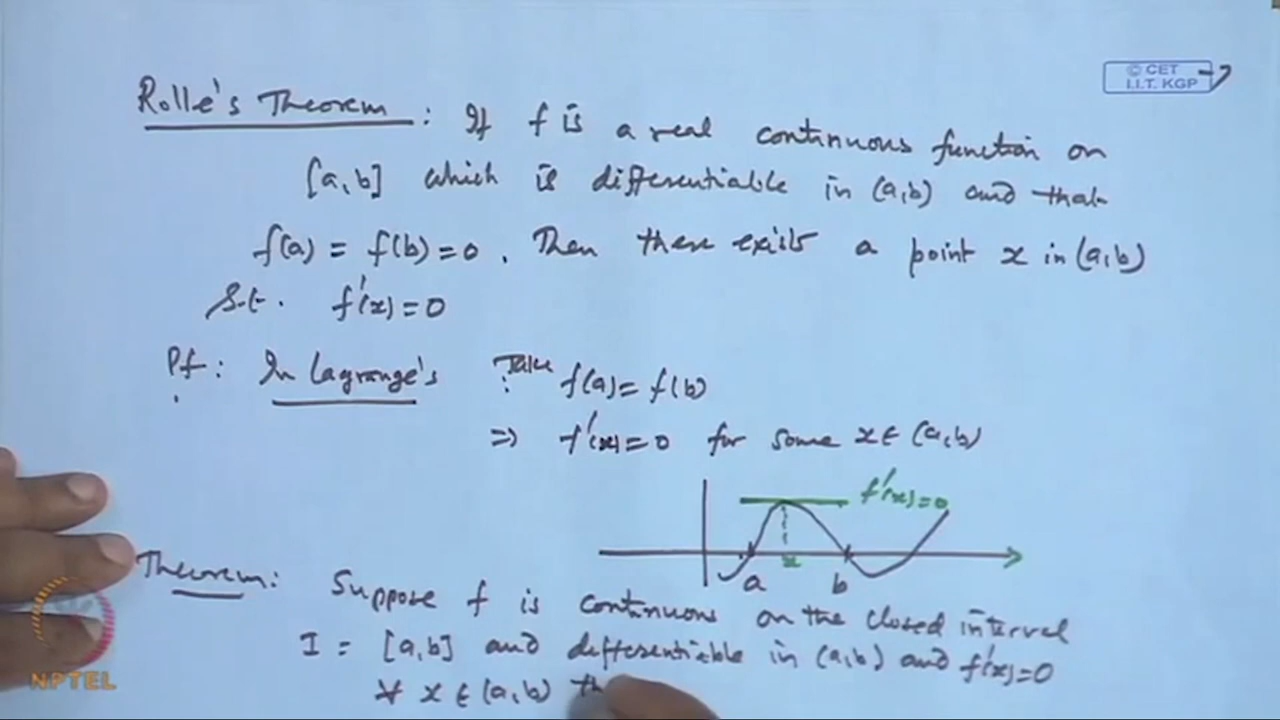 © CET
I.I.T. KGP
Rolle's Theorem : If f is a real continuous function on
[a,b] which is differentiable in (a,b) and that
f(a) = f(b) = 0 . Then there exists a point x in (a,b)
S.t. f'(x) = 0
Pf : In Lagrange's Take f(a) = f(b)
⇒ f'(x) = 0 for some x ∈ (a,b)
f'(x) = 0
x
a b
Theorem : Suppose f is continuous on the closed interval
I = [a,b] and differentiable in (a,b) and f'(x) = 0
∀ x ∈ (a,b) th
NPTEL